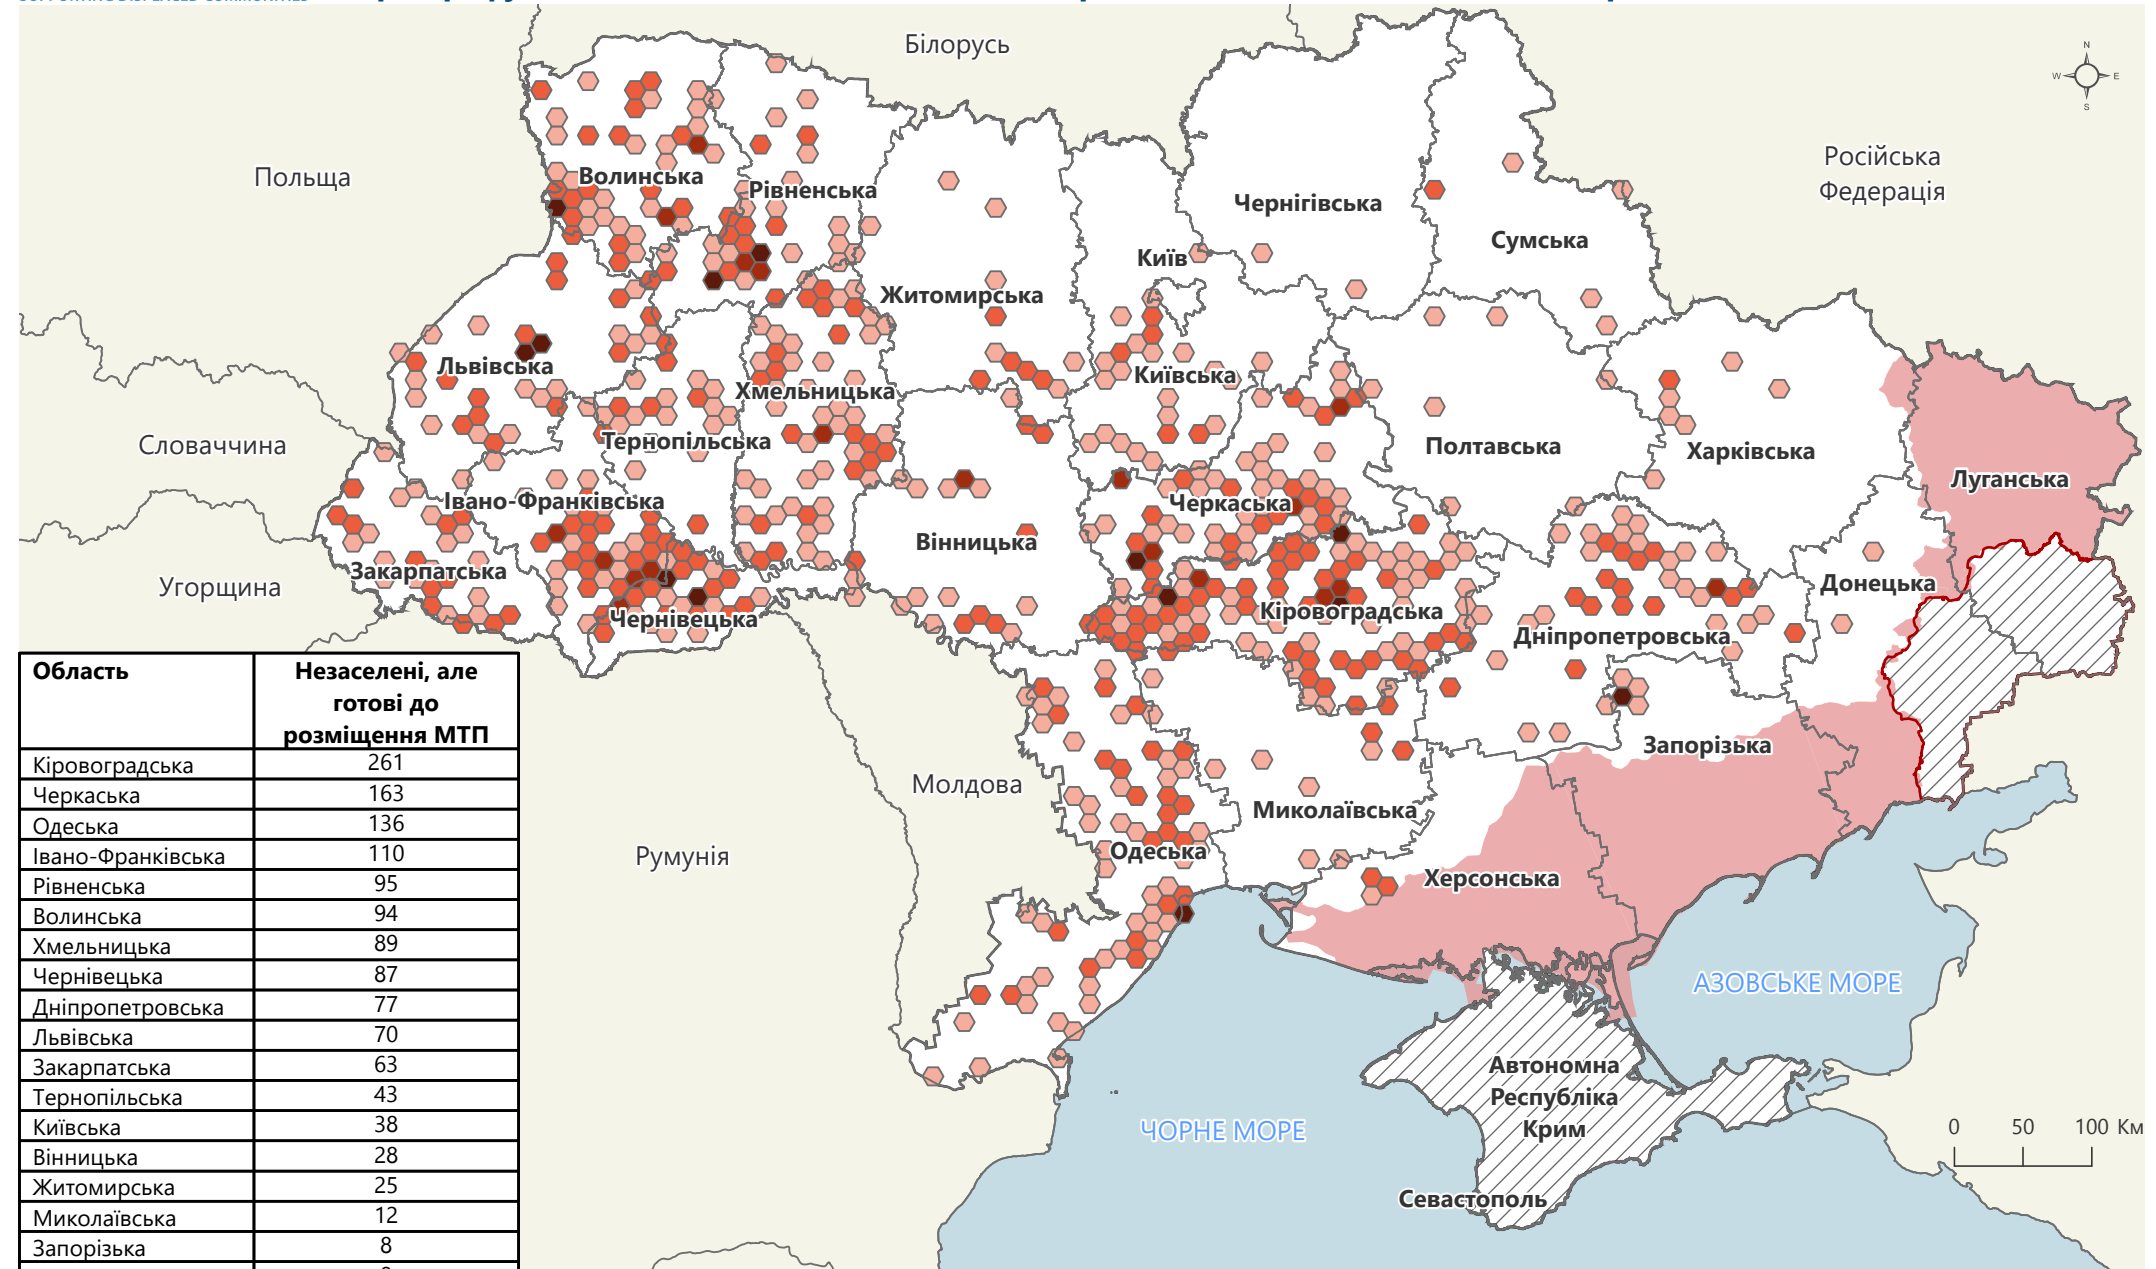 Білорусь
N
W
E
S
Російська
Федерація
Польща
Волинська
Рівненська
Чернігівська
Сумська
Київ
Житомирська
Львівська
Хмельницька
Київська
Словаччина
Тернопільська
Полтавська
Харківська
Луганська
Івано-Франківська
Черкаська
Вінницька
Угорщина
Закарпатська
Чернівецька
Кіровоградська
Донецька
Дніпропетровська
Запорізька
Молдова
Миколаївська
Румунія
Одеська
Херсонська
АЗОВСЬКЕ МОРЕ
Автономна
Республіка
Крим
ЧОРНЕ МОРЕ
Севастополь
0 50 100 Км
Область Незаселені, але
готові до
розміщення МТП
Кіровоградська 261
Черкаська 163
Одеська 136
Івано-Франківська 110
Рівненська 95
Волинська 94
Хмельницька 89
Чернівецька 87
Дніпропетровська 77
Львівська 70
Закарпатська 63
Тернопільська 43
Київська 38
Вінницька 28
Житомирська 25
Миколаївська 12
Запорізька 8